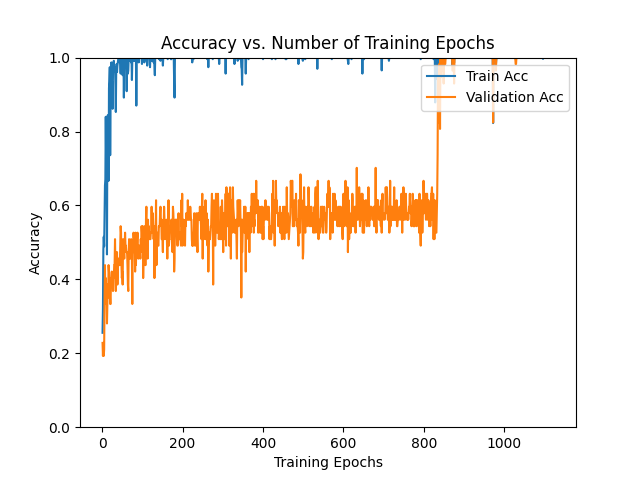 Accuracy vs. Number of Training Epochs
1.0
0.8
0.6
0.4
0.2
0.0
Accuracy
Train Acc
Validation Acc
0
200
400
600
800
1000
Training Epochs